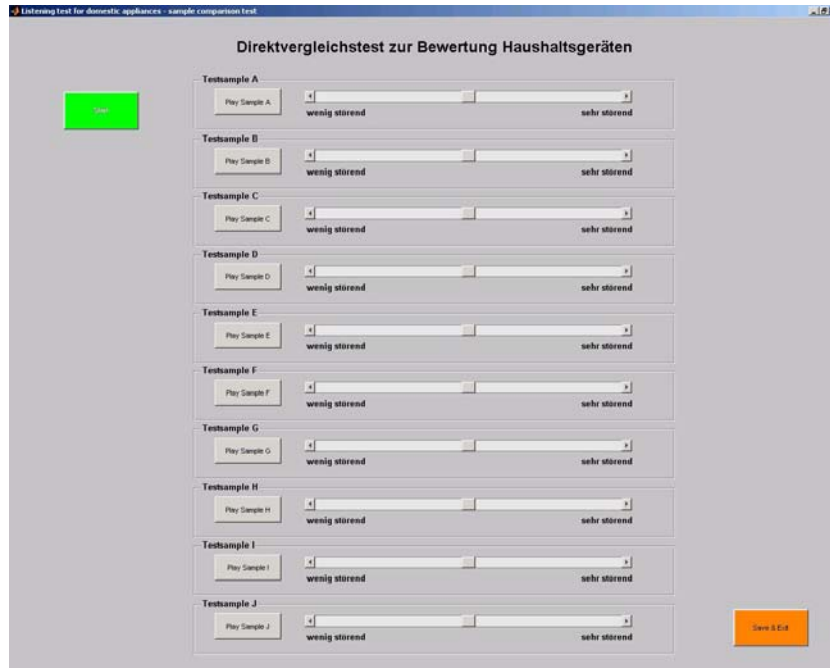 Listening test for domestic appliances - sample comparison test
Direktvergleichstest zur Bewertung Haushaltsgeräten
Start
Testsample A
Play Sample A
wenig störend sehr störend
Testsample B
Play Sample B
wenig störend sehr störend
Testsample C
Play Sample C
wenig störend sehr störend
Testsample D
Play Sample D
wenig störend sehr störend
Testsample E
Play Sample E
wenig störend sehr störend
Testsample F
Play Sample F
wenig störend sehr störend
Testsample G
Play Sample G
wenig störend sehr störend
Testsample H
Play Sample H
wenig störend sehr störend
Testsample I
Play Sample I
wenig störend sehr störend
Testsample J
Play Sample J
wenig störend sehr störend
Save & Exit